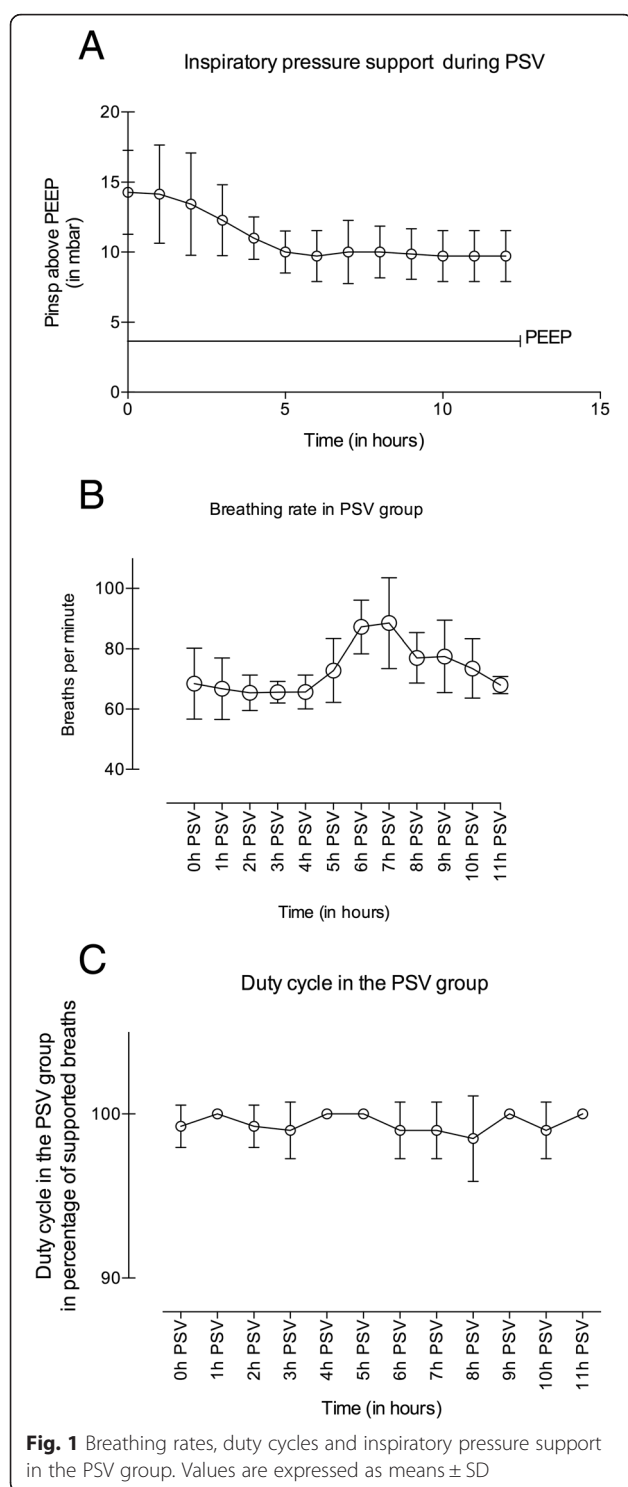 A
Inspiratory pressure support during PSV
20
15
10
5
0
Pinsp above PEEP
(in mbar)
PEEP
0
5
10
15
Time (in hours)
B
Breathing rate in PSV group
100
80
60
40
Breaths per minute
0h PSV
1h PSV
2h PSV
3h PSV
4h PSV
5h PSV
6h PSV
7h PSV
8h PSV
9h PSV
10h PSV
11h PSV
Time (in hours)
C
Duty cycle in the PSV group
100
90
Duty cycle in the PSV group
in percentage of supported breaths
0h PSV
1h PSV
2h PSV
3h PSV
4h PSV
5h PSV
6h PSV
7h PSV
8h PSV
9h PSV
10h PSV
11h PSV
Time (in hours)
Fig. 1 Breathing rates, duty cycles and inspiratory pressure support
in the PSV group. Values are expressed as means ± SD